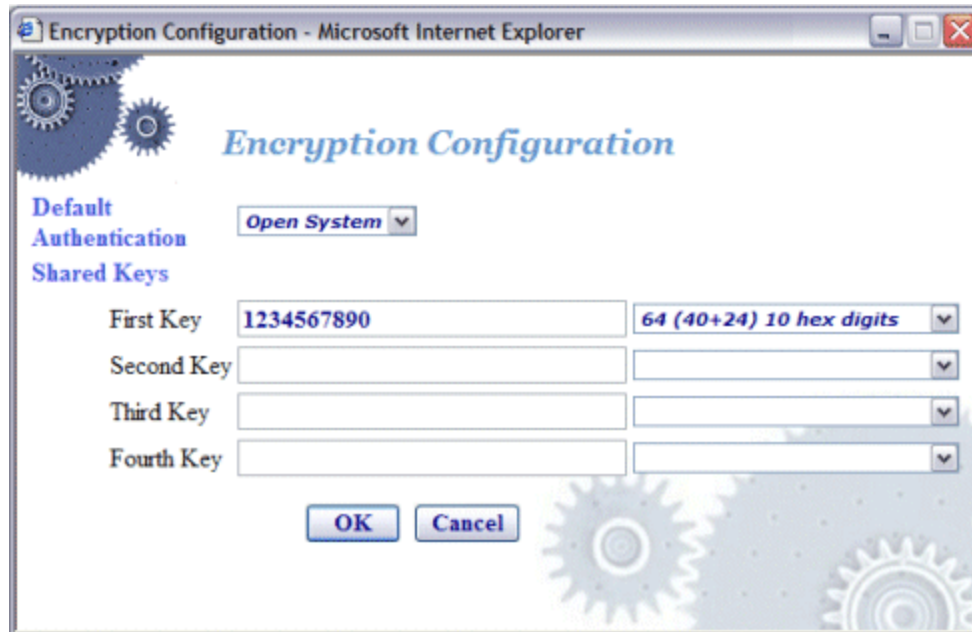 Encryption Configuration - Microsoft Internet Explorer
Encryption Configuration
Default
Authentication
Open System
Shared Keys
First Key 1234567890 64 (40+24) 10 hex digits
Second Key
Third Key
Fourth Key
OK Cancel